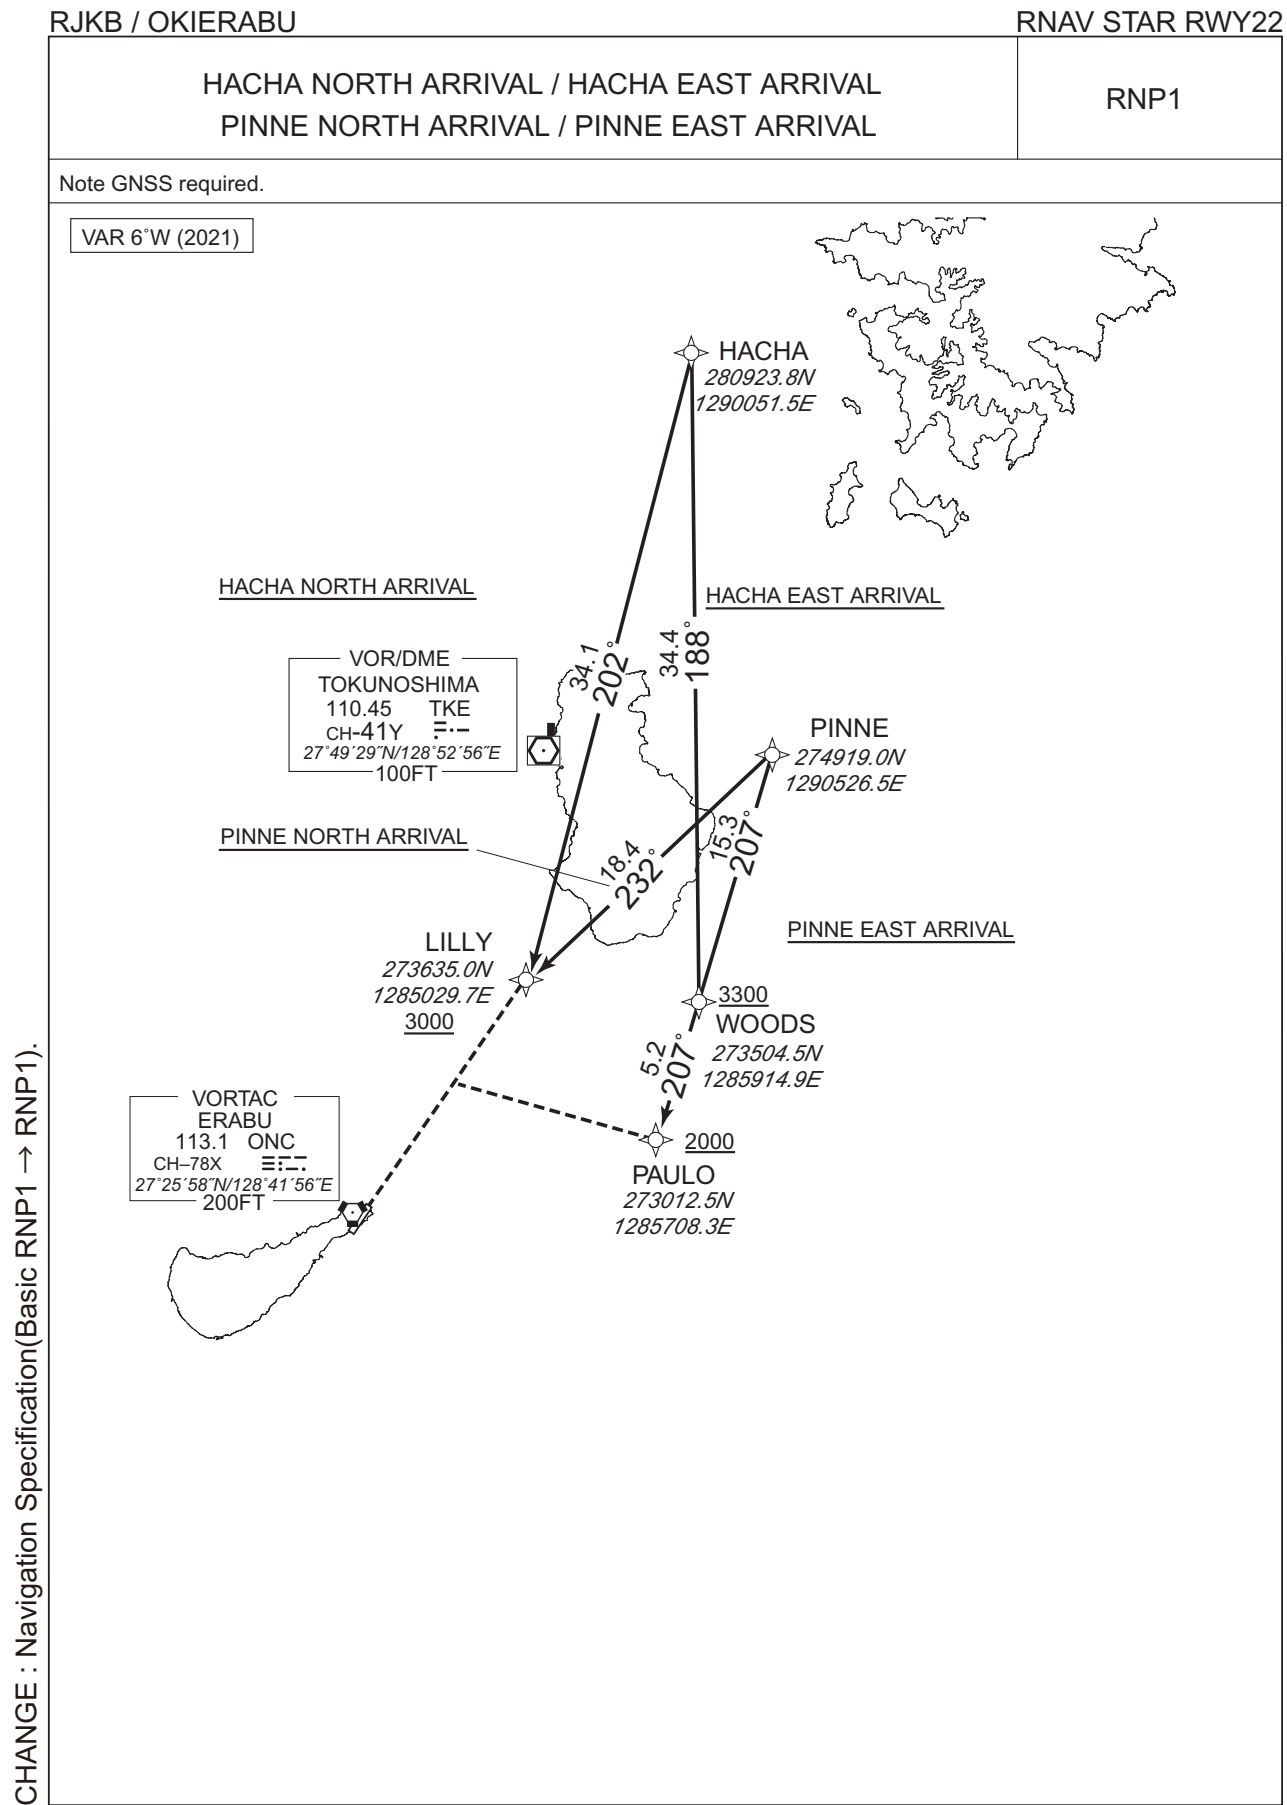 RJKB / OKIERABU
RNAV STAR RWY22
HACHA NORTH ARRIVAL / HACHA EAST ARRIVAL
PINNE NORTH ARRIVAL / PINNE EAST ARRIVAL
RNP1
Note GNSS required.
VAR 6˚W (2021)
HACHA
280923.8N
1290051.5E
HACHA NORTH ARRIVAL
HACHA EAST ARRIVAL
34.1
202˚
34.4
188˚
VOR/DME
TOKUNOSHIMA
110.45 TKE
CH-41Y
27˚49´29˝N/128˚52´56˝E
100FT
PINNE
274919.0N
1290526.5E
PINNE NORTH ARRIVAL
18.4
232˚
15.3
207˚
PINNE EAST ARRIVAL
LILLY
273635.0N
1285029.7E
3000
3300
WOODS
273504.5N
1285914.9E
5.2
207˚
VORTAC
ERABU
113.1 ONC
CH–78X
27˚25´58˝N/128˚41´56˝E
200FT
2000
PAULO
273012.5N
1285708.3E
CHANGE : Navigation Specification(Basic RNP1 → RNP1).